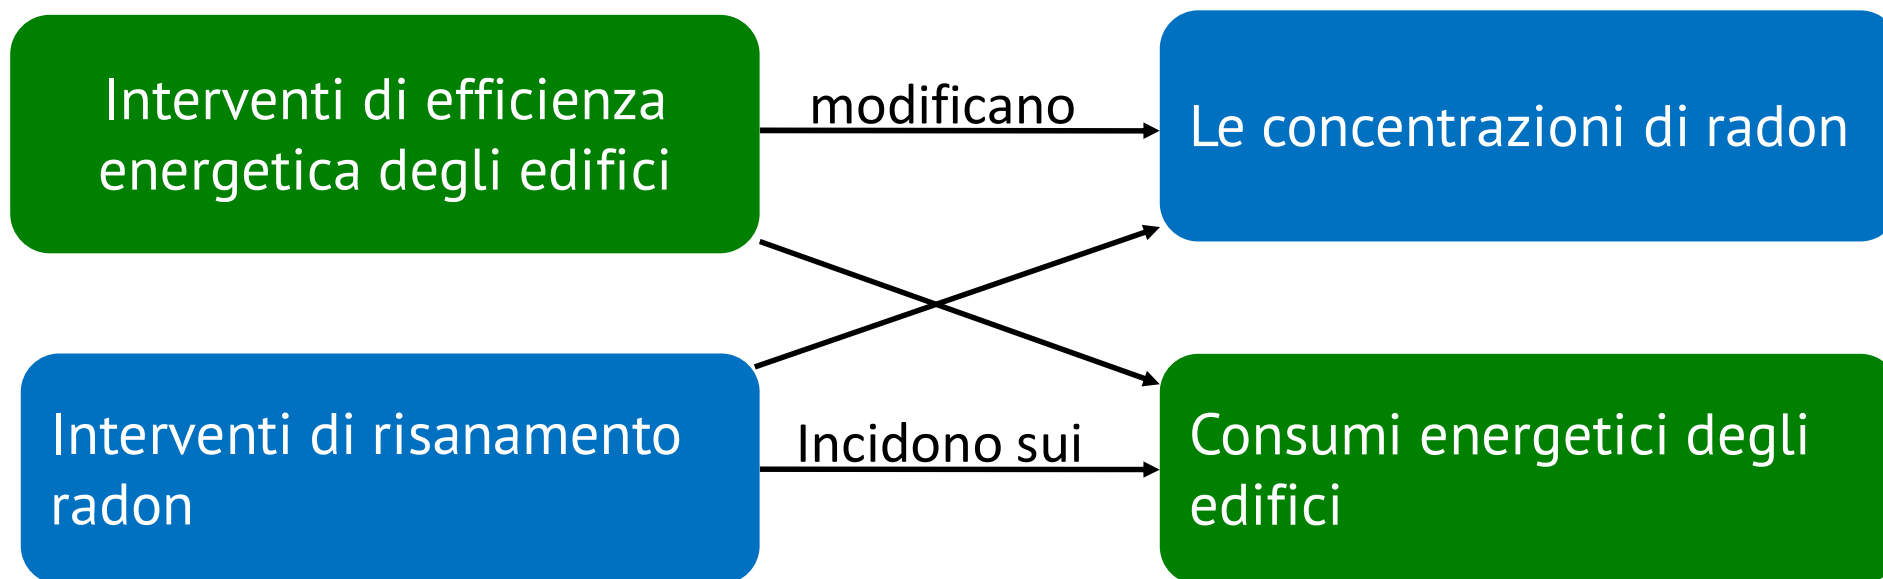 Interventi di efficienza
energetica degli edifici
modificano
Le concentrazioni di radon
Interventi di risanamento
radon
Incidono sui
Consumi energetici degli
edifici